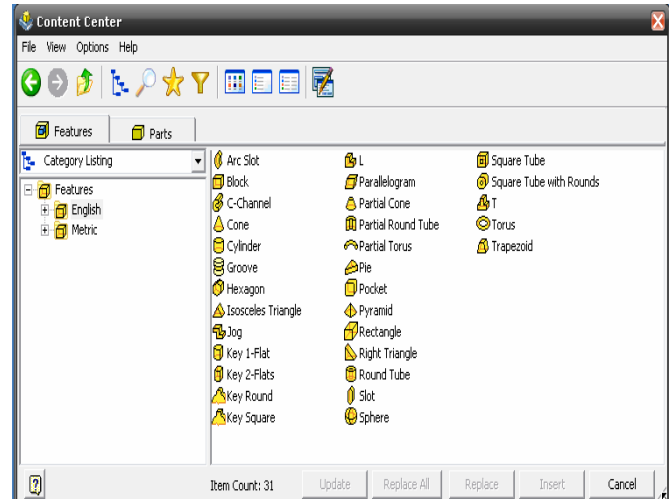 Content Center
File View Options Help
Features Parts
Category Listing
Features
English
Metric
Arc Slot
Block
C-Channel
Cone
Cylinder
Groove
Hexagon
Isosceles Triangle
Jog
Key 1-Flat
Key 2-Flats
Key Round
Key Square
L
Parallelogram
Partial Cone
Partial Round Tube
Partial Torus
Pie
Pocket
Pyramid
Rectangle
Right Triangle
Round Tube
Slot
Sphere
Square Tube
Square Tube with Rounds
T
Torus
Trapezoid
Item Count: 31 Update Replace All Replace Insert Cancel